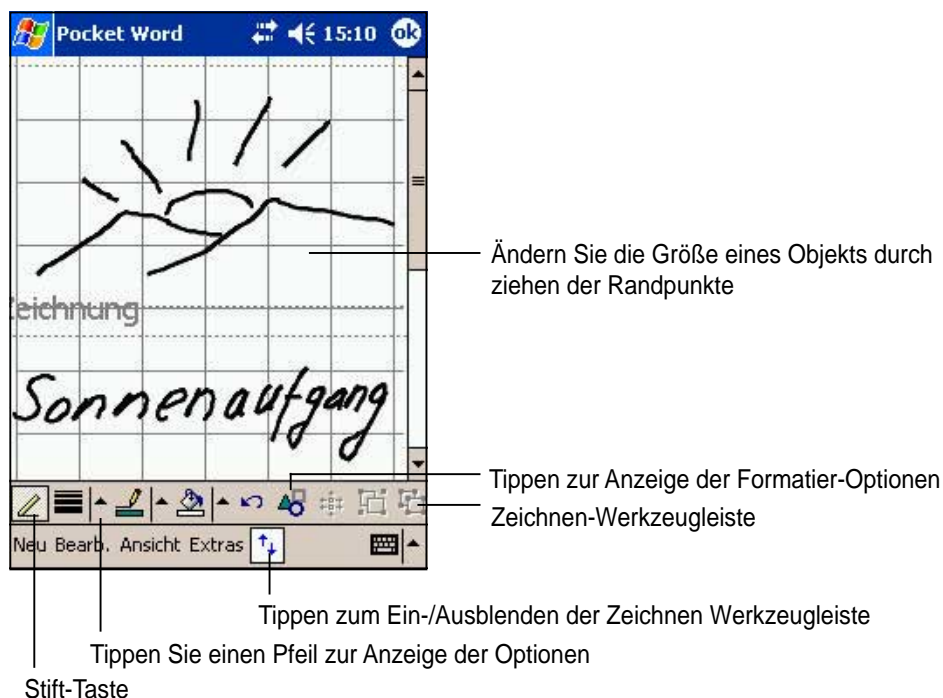 Pocket Word 15:10 ok
eichnung
Sonnenaufgang
Neu Bearb. Ansicht Extras
Ändern Sie die Größe eines Objekts durch
ziehen der Randpunkte
Tippen zur Anzeige der Formatier-Optionen
Zeichnen-Werkzeugleiste
Tippen zum Ein-/Ausblenden der Zeichnen Werkzeugleiste
Tippen Sie einen Pfeil zur Anzeige der Optionen
Stift-Taste